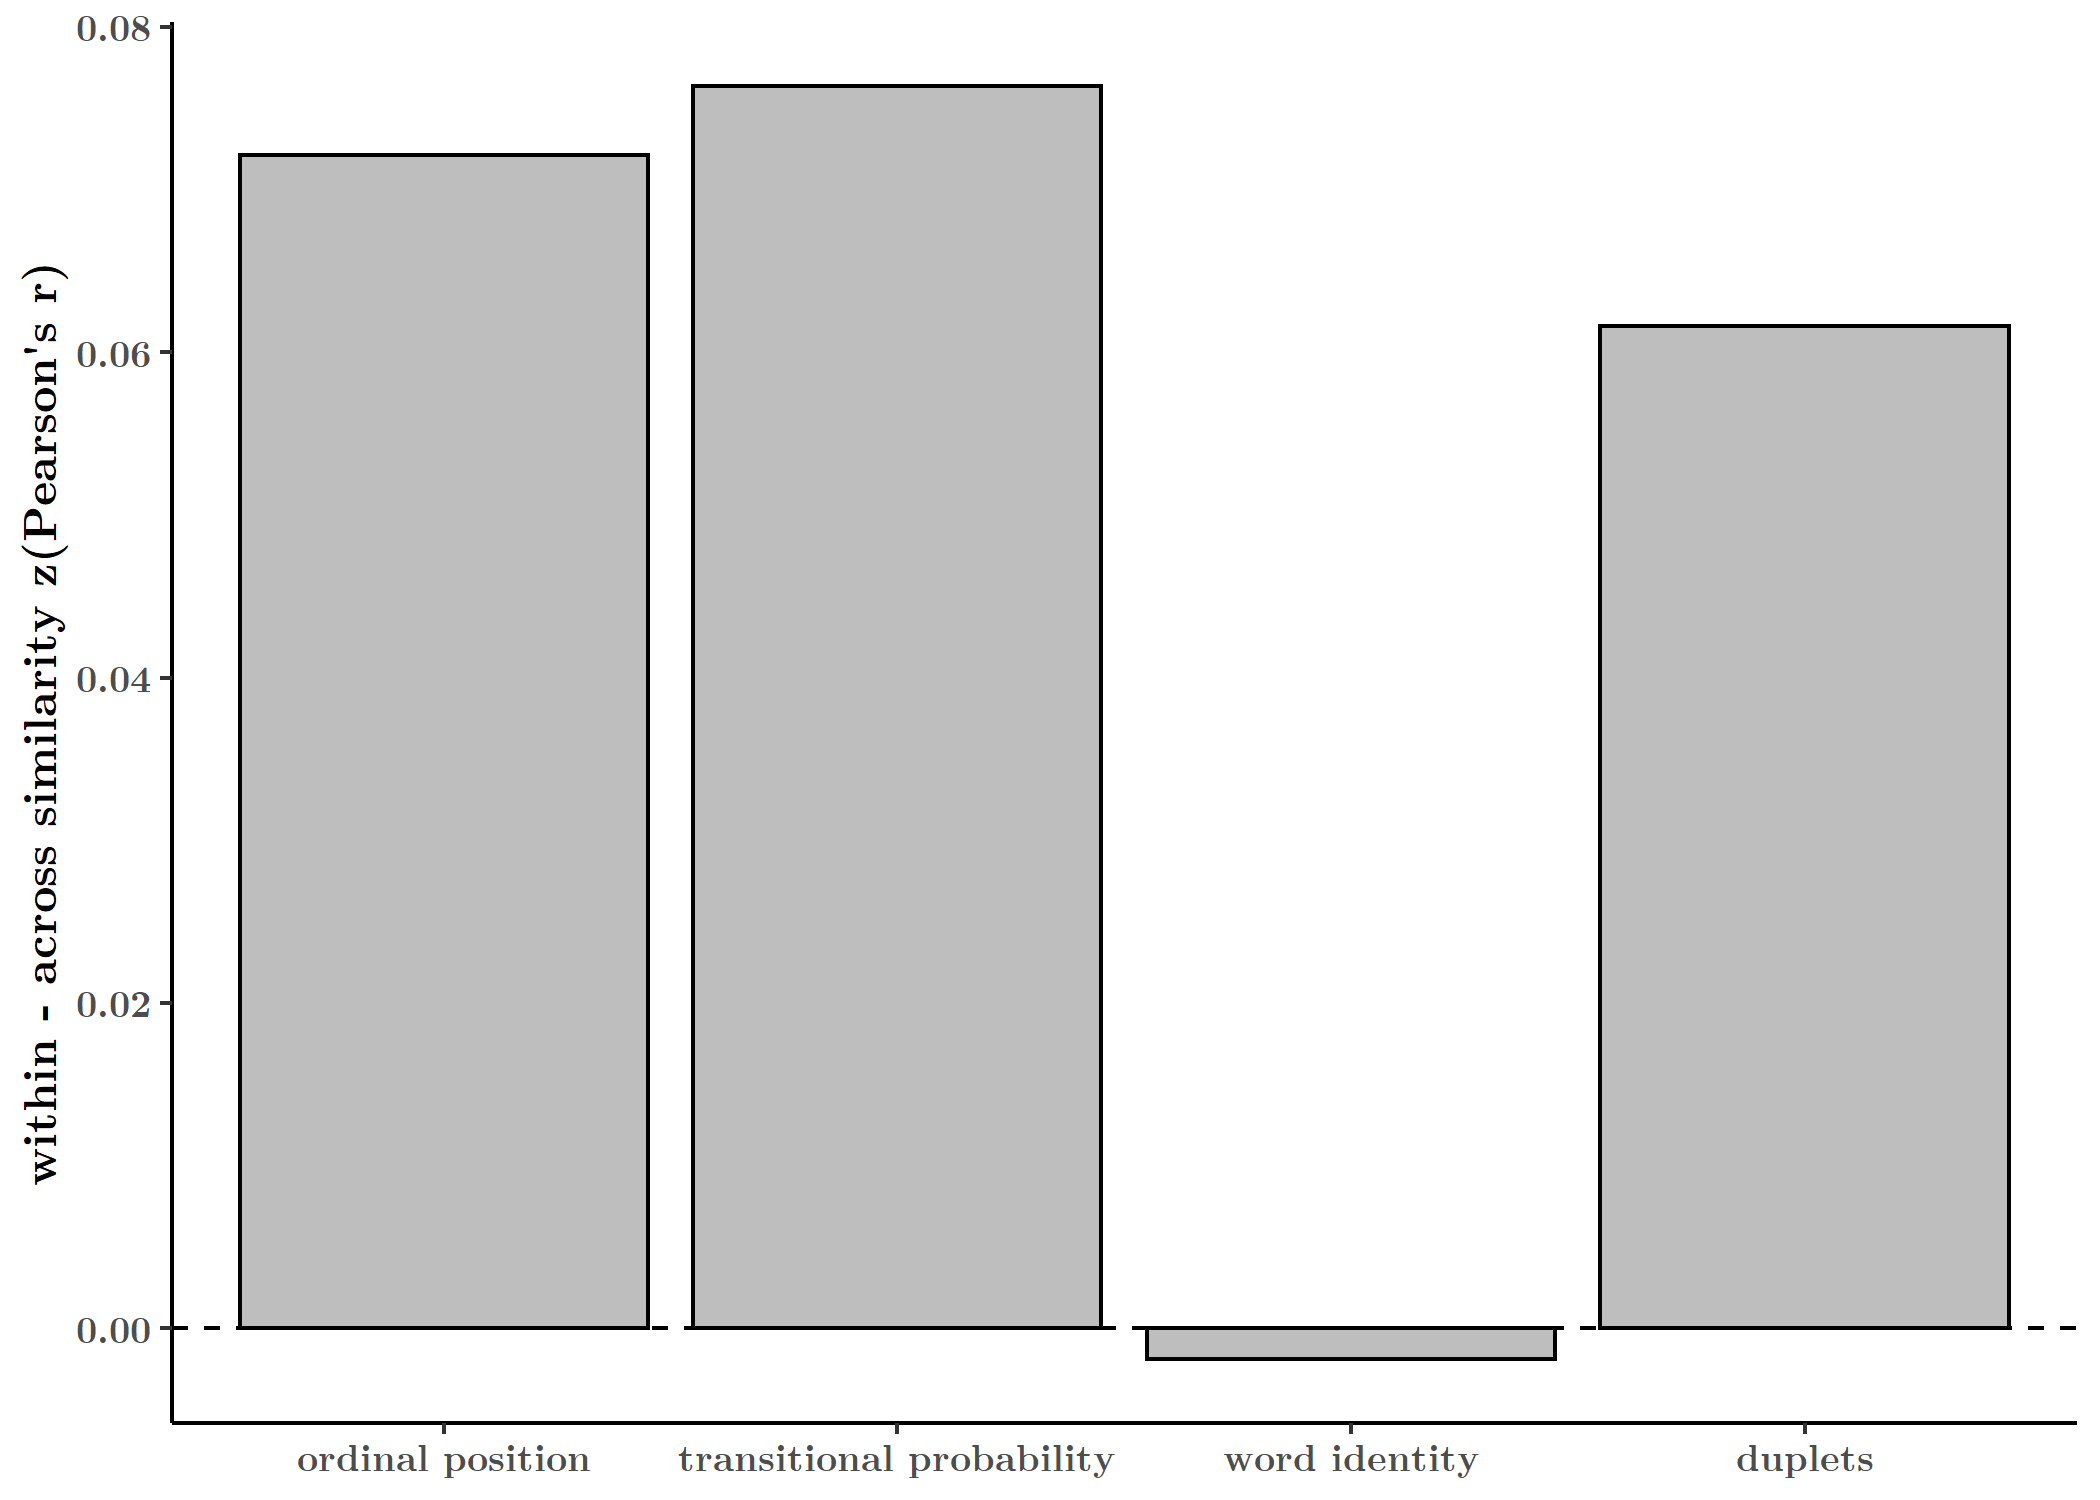 within - across similarity z(Pearson's r)
0.08
0.06
0.04
0.02
0.00
ordinal position transitional probability word identity duplets